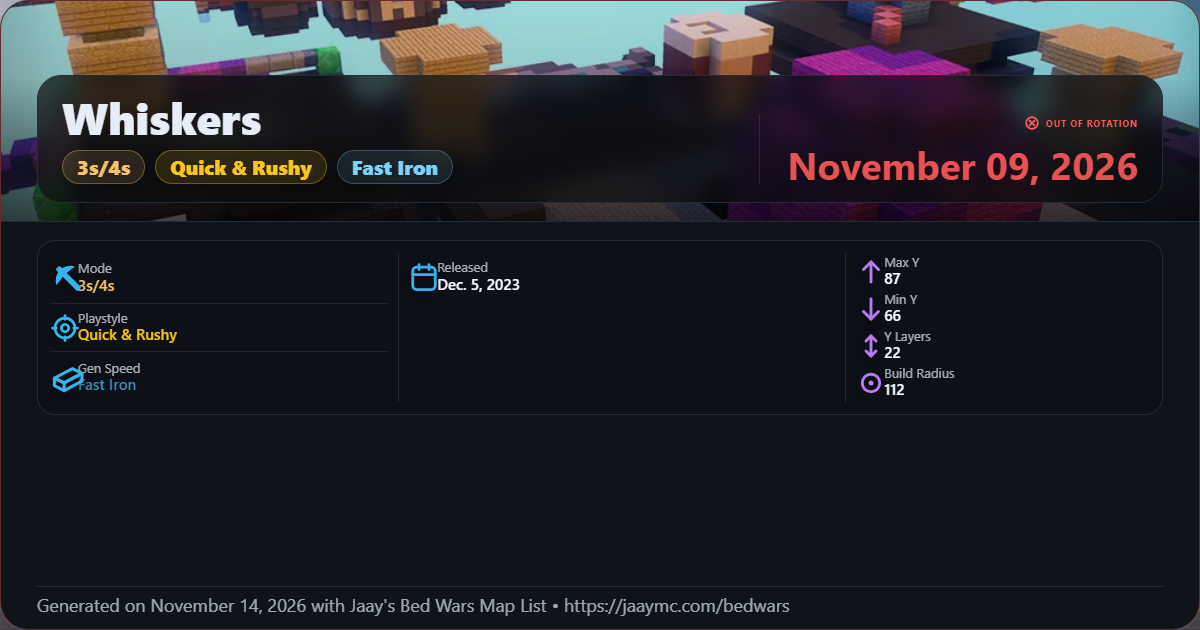 Whiskers
3s/4s
Quick & Rushy
Fast Iron
OUT OF ROTATION
November 09, 2026
Mode
3s/4s
Playstyle
Quick & Rushy
Gen Speed
Fast Iron
Released
Dec. 5, 2023
Max Y
87
Min Y
66
Y Layers
22
Build Radius
112
Generated on November 14, 2026 with Jaay's Bed Wars Map List • https://jaaymc.com/bedwars